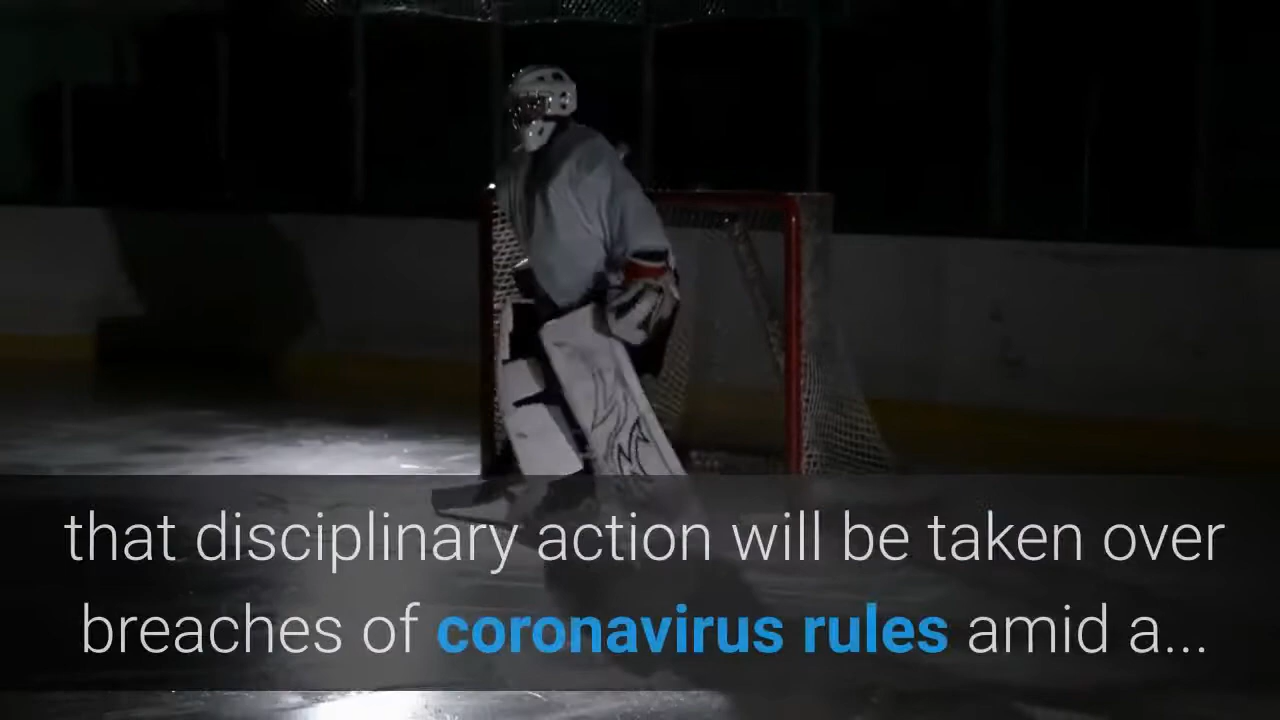 that disciplinary action will be taken over
breaches of coronavirus rules amid a...